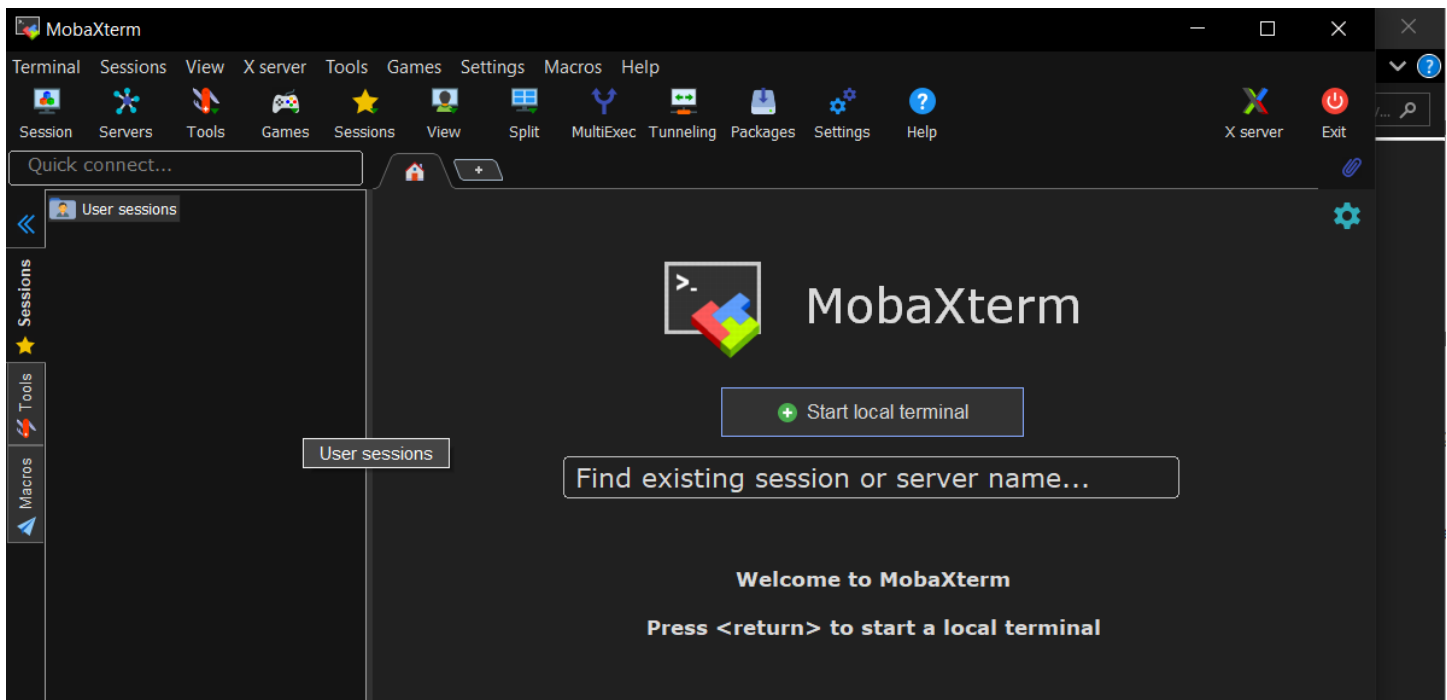 MobaXterm
Terminal Sessions View X server Tools Games Settings Macros Help
Session Servers Tools Games Sessions View Split MultiExec Tunneling Packages Settings Help X server Exit
Quick connect...
User sessions
Sessions
Tools
Macros
>_
MobaXterm
Start local terminal
User sessions
Find existing session or server name...
Welcome to MobaXterm
Press <return> to start a local terminal